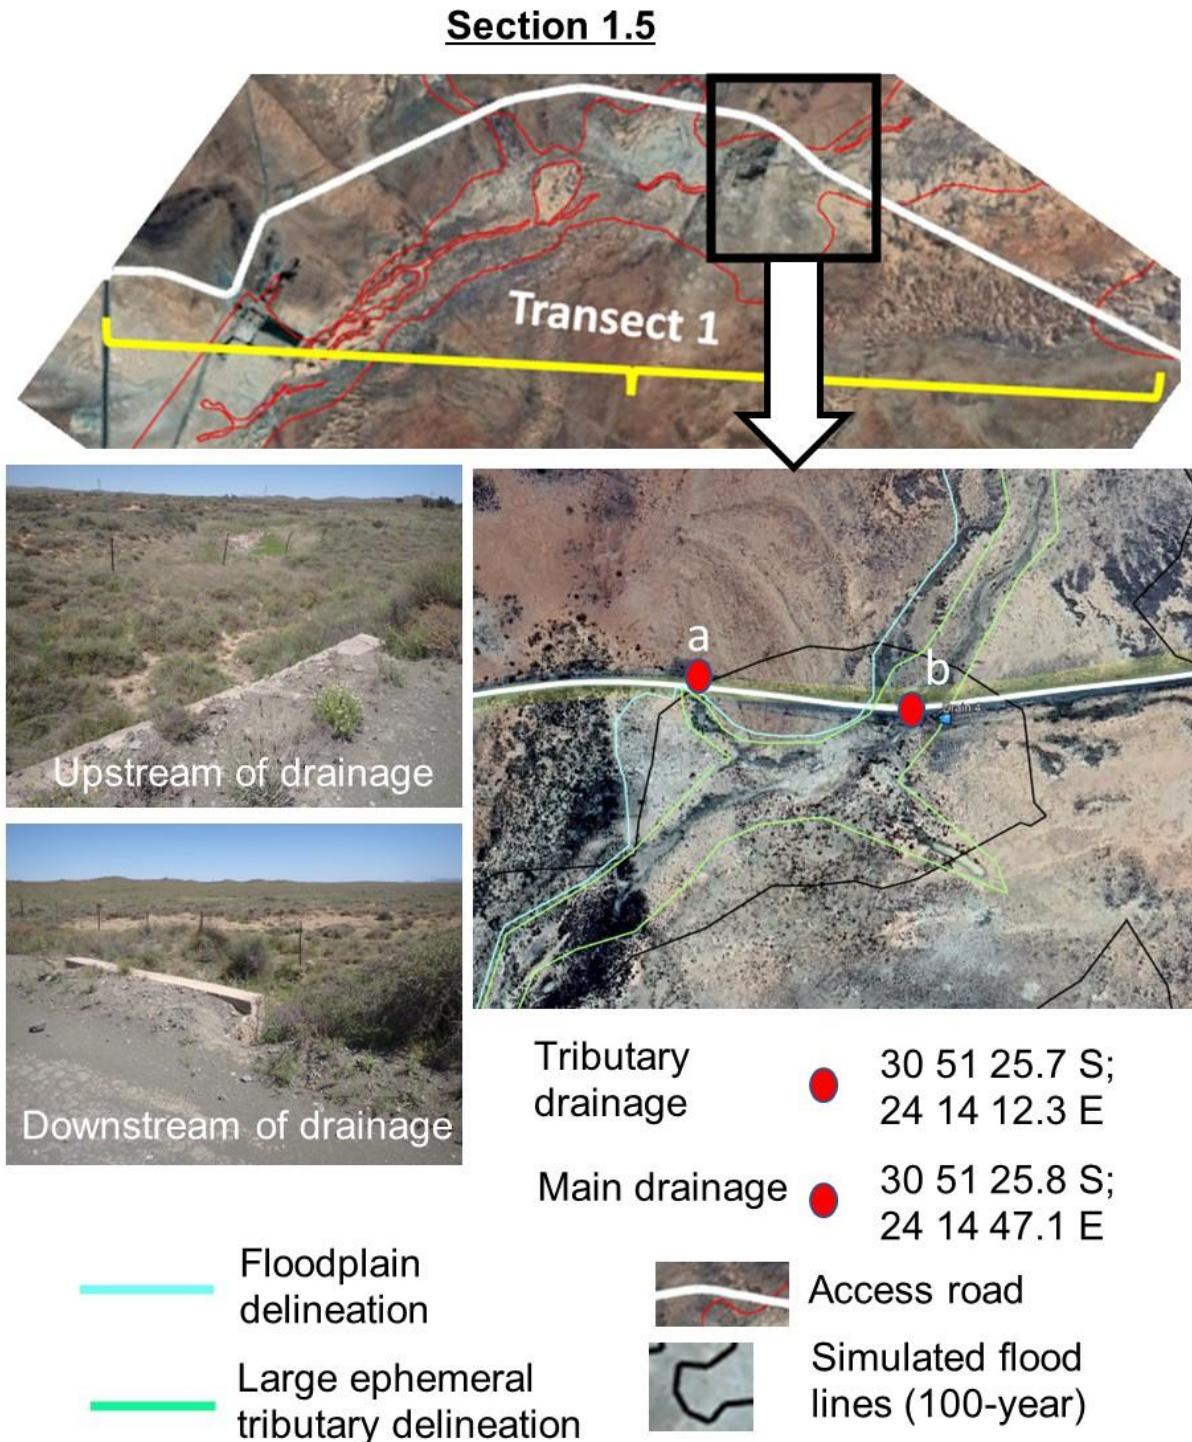 Section 1.5
Transect 1
Upstream of drainage
Downstream of drainage
a
b
Drain 4
Tributary
drainage
30 51 25.7 S;
24 14 12.3 E
Main drainage
30 51 25.8 S;
24 14 47.1 E
Floodplain
delineation
Large ephemeral
tributary delineation
Access road
Simulated flood
lines (100-year)